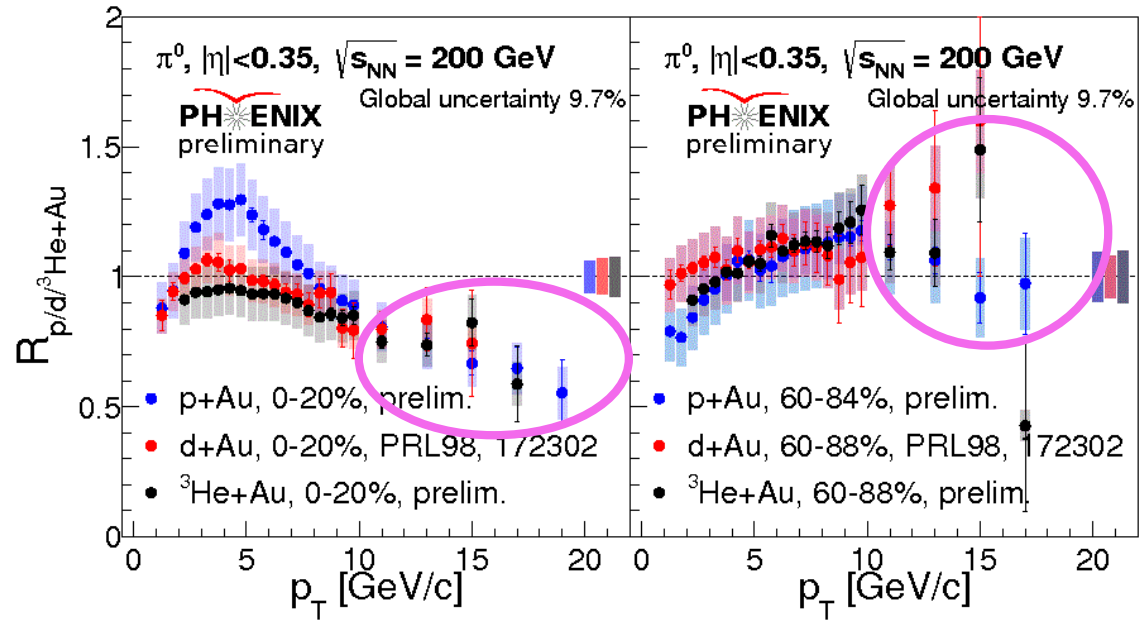 2
1.5
1
0.5
0
R_p/d/³He+Au
π⁰, |η|<0.35, √s_NN = 200 GeV
Global uncertainty 9.7%
PHENIX
preliminary
p+Au, 0-20%, prelim.
d+Au, 0-20%, PRL98, 172302
³He+Au, 0-20%, prelim.
0 5 10 15 20
p_T [GeV/c]
π⁰, |η|<0.35, √s_NN = 200 GeV
Global uncertainty 9.7%
PHENIX
preliminary
p+Au, 60-84%, prelim.
d+Au, 60-88%, PRL98, 172302
³He+Au, 60-88%, prelim.
0 5 10 15 20
p_T [GeV/c]